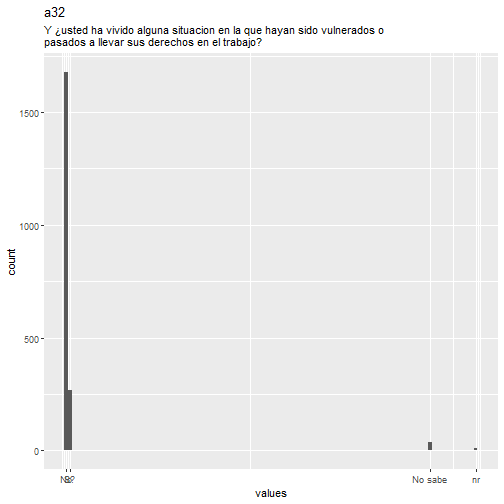 a32
Y ¿usted ha vivido alguna situacion en la que hayan sido vulnerados o
pasados a llevar sus derechos en el trabajo?
1500
1000
500
0
count
No sabe
nr
values